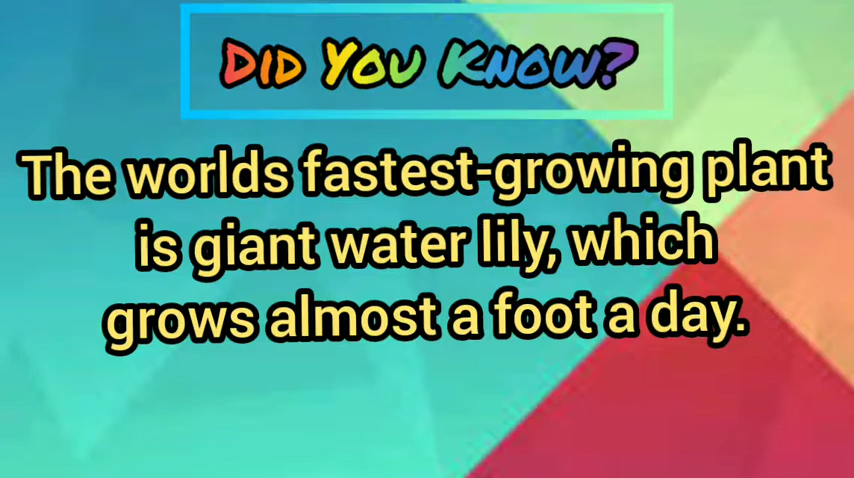 Did You Know?
The worlds fastest-growing plant
is giant water lily, which
grows almost a foot a day.